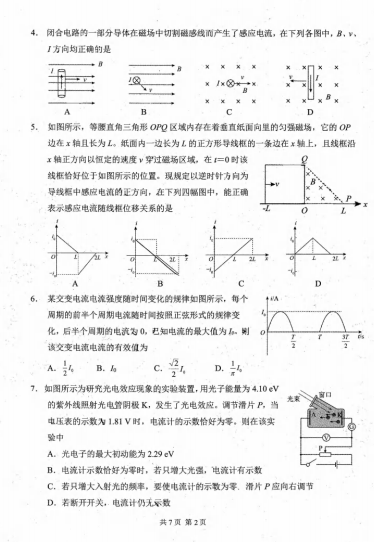 4. 闭合电路的一部分导体在磁场中切割磁感线而产生了感应电流，在下列各图中，B、v、
I方向均正确的是
A B C D
5. 如图所示，等腰直角三角形OPQ区域内存在着垂直纸面向里的匀强磁场，它的OP
边在x轴且长为L。纸面内一边长为L的正方形导线框的一条边在x轴上，且线框沿
x轴正方向以恒定的速度v穿过磁场区域，在t=0时该
线框恰好位于如图所示的位置。现规定以逆时针方向为
导线框中感应电流的正方向，在下列四幅图中，能正确
表示感应电流随线框位移关系的是
Q
v
B
P
-L O L x
A B C D
6. 某交变电流电流强度随时间变化的规律如图所示，每个
周期的前半个周期电流随时间按照正弦形式的规律变
化，后半个周期的电流为0，已知电流的最大值为I₀，则
该交变电流电流的有效值为
i/A
I₀
O T/2 T 3T/2 t/s
A. 1/2 I₀ B. I₀ C. √2/2 I₀ D. 1/π I₀
7. 如图所示为研究光电效应现象的实验装置，用光子能量为4.10 eV
的紫外线照射光电管阴极K，发生了光电效应。调节滑片P，当
电压表的示数为1.81 V时，电流计的示数恰好为零。则在该实
验中
光束 窗口
A K
G
V
P
A. 光电子的最大初动能为2.29 eV
B. 电流计示数恰好为零时，若只增大光强，电流计有示数
C. 若只增大入射光的频率，要使电流计的示数为零，滑片P应向右调节
D. 若断开开关，电流计仍无示数
共7页 第2页